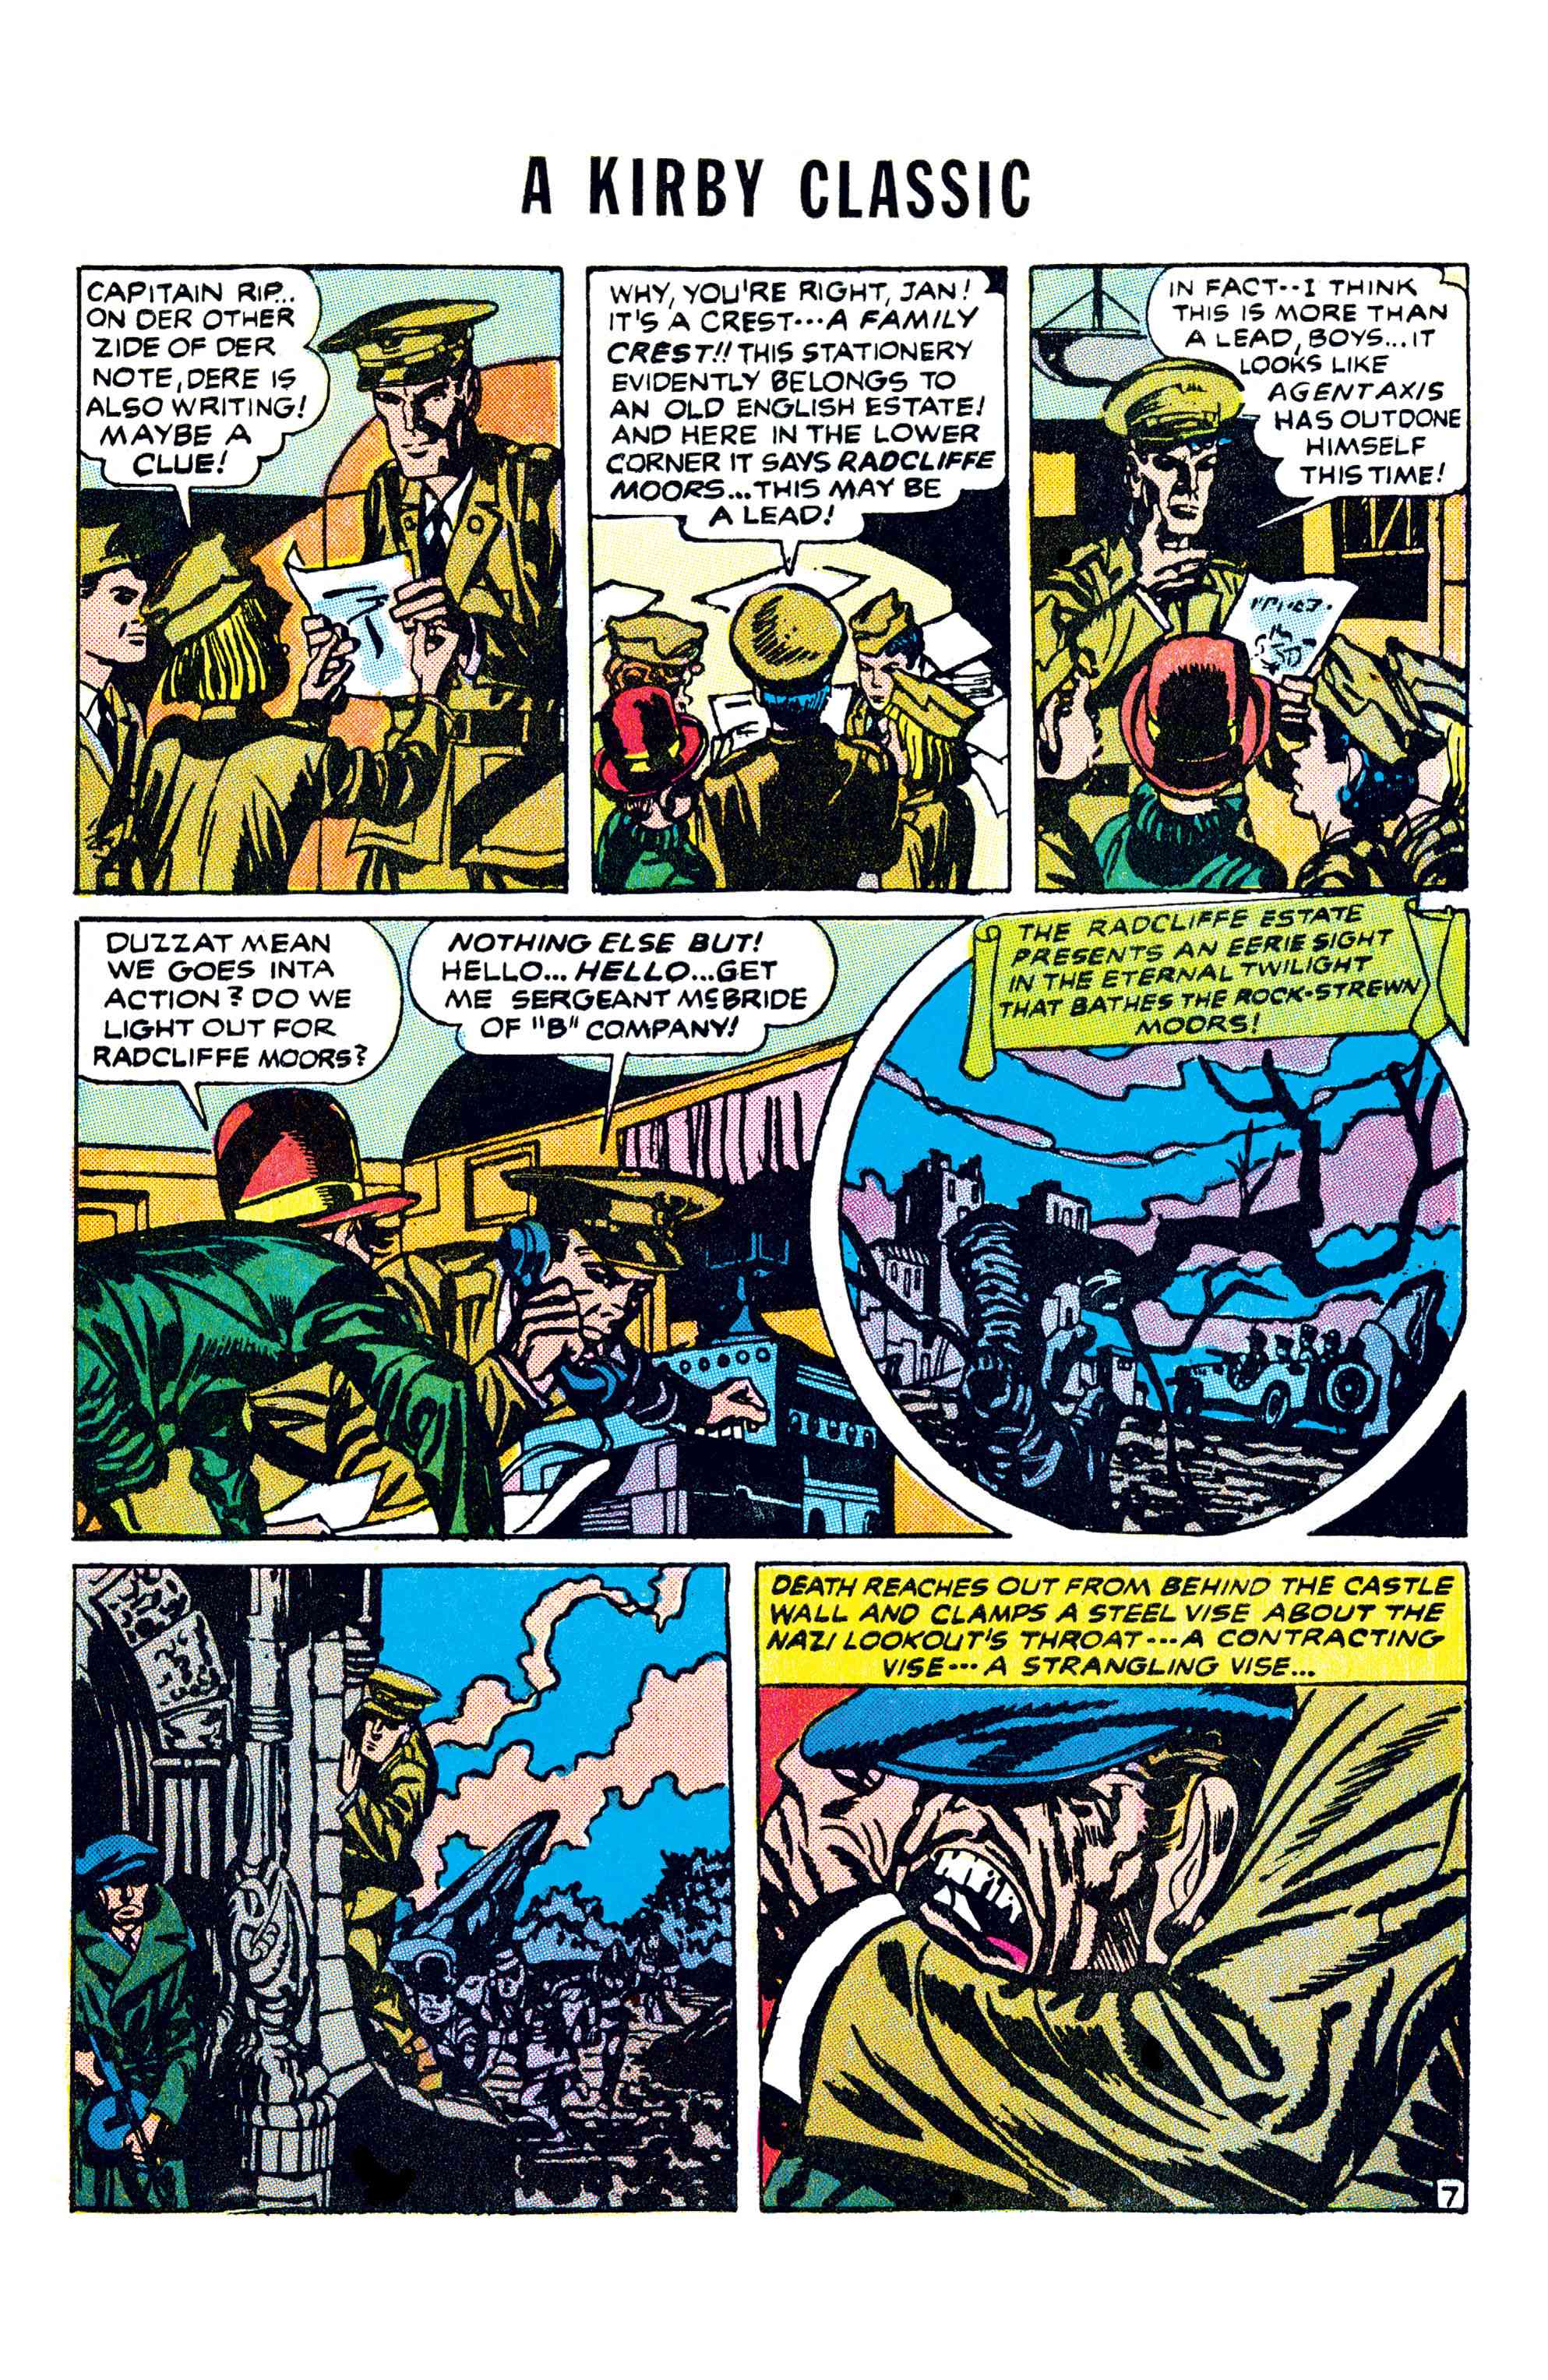 A KIRBY CLASSIC
CAPITAIN RIP...
ON DER OTHER
ZIDE OF DER
NOTE, DERE IS
ALSO WRITING!
MAYBE A
CLUE!
WHY, YOU'RE RIGHT, JAN!
IT'S A CREST---A FAMILY
CREST!! THIS STATIONERY
EVIDENTLY BELONGS TO
AN OLD ENGLISH ESTATE!
AND HERE IN THE LOWER
CORNER IT SAYS RADCLIFFE
MOORS...THIS MAY BE
A LEAD!
IN FACT--I THINK
THIS IS MORE THAN
A LEAD, BOYS...IT
LOOKS LIKE
AGENT AXIS
HAS OUTDONE
HIMSELF
THIS TIME!
DUZZAT MEAN
WE GOES INTA
ACTION? DO WE
LIGHT OUT FOR
RADCLIFFE MOORS?
NOTHING ELSE BUT!
HELLO... HELLO...GET
ME SERGEANT McBRIDE
OF "B" COMPANY!
THE RADCLIFFE ESTATE
PRESENTS AN EERIE SIGHT
IN THE ETERNAL TWILIGHT
THAT BATHES THE ROCK-STREWN
MOORS!
DEATH REACHES OUT FROM BEHIND THE CASTLE
WALL AND CLAMPS A STEEL VISE ABOUT THE
NAZI LOOKOUT'S THROAT---A CONTRACTING
VISE--- A STRANGLING VISE...
7